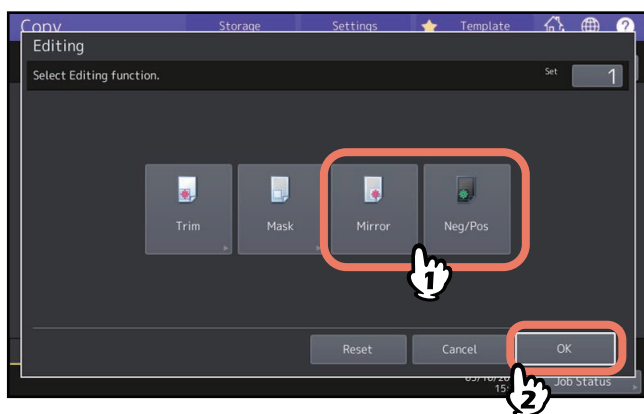 Copy Storage Settings Template ?
Editing
Select Editing function. Set 1
Trim Mask Mirror Neg/Pos
1
Reset Cancel OK
15: Job Status
2